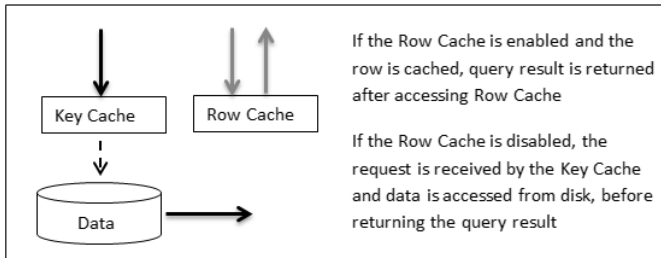 Key Cache
Row Cache
Data
If the Row Cache is enabled and the
row is cached, query result is returned
after accessing Row Cache
If the Row Cache is disabled, the
request is received by the Key Cache
and data is accessed from disk, before
returning the query result